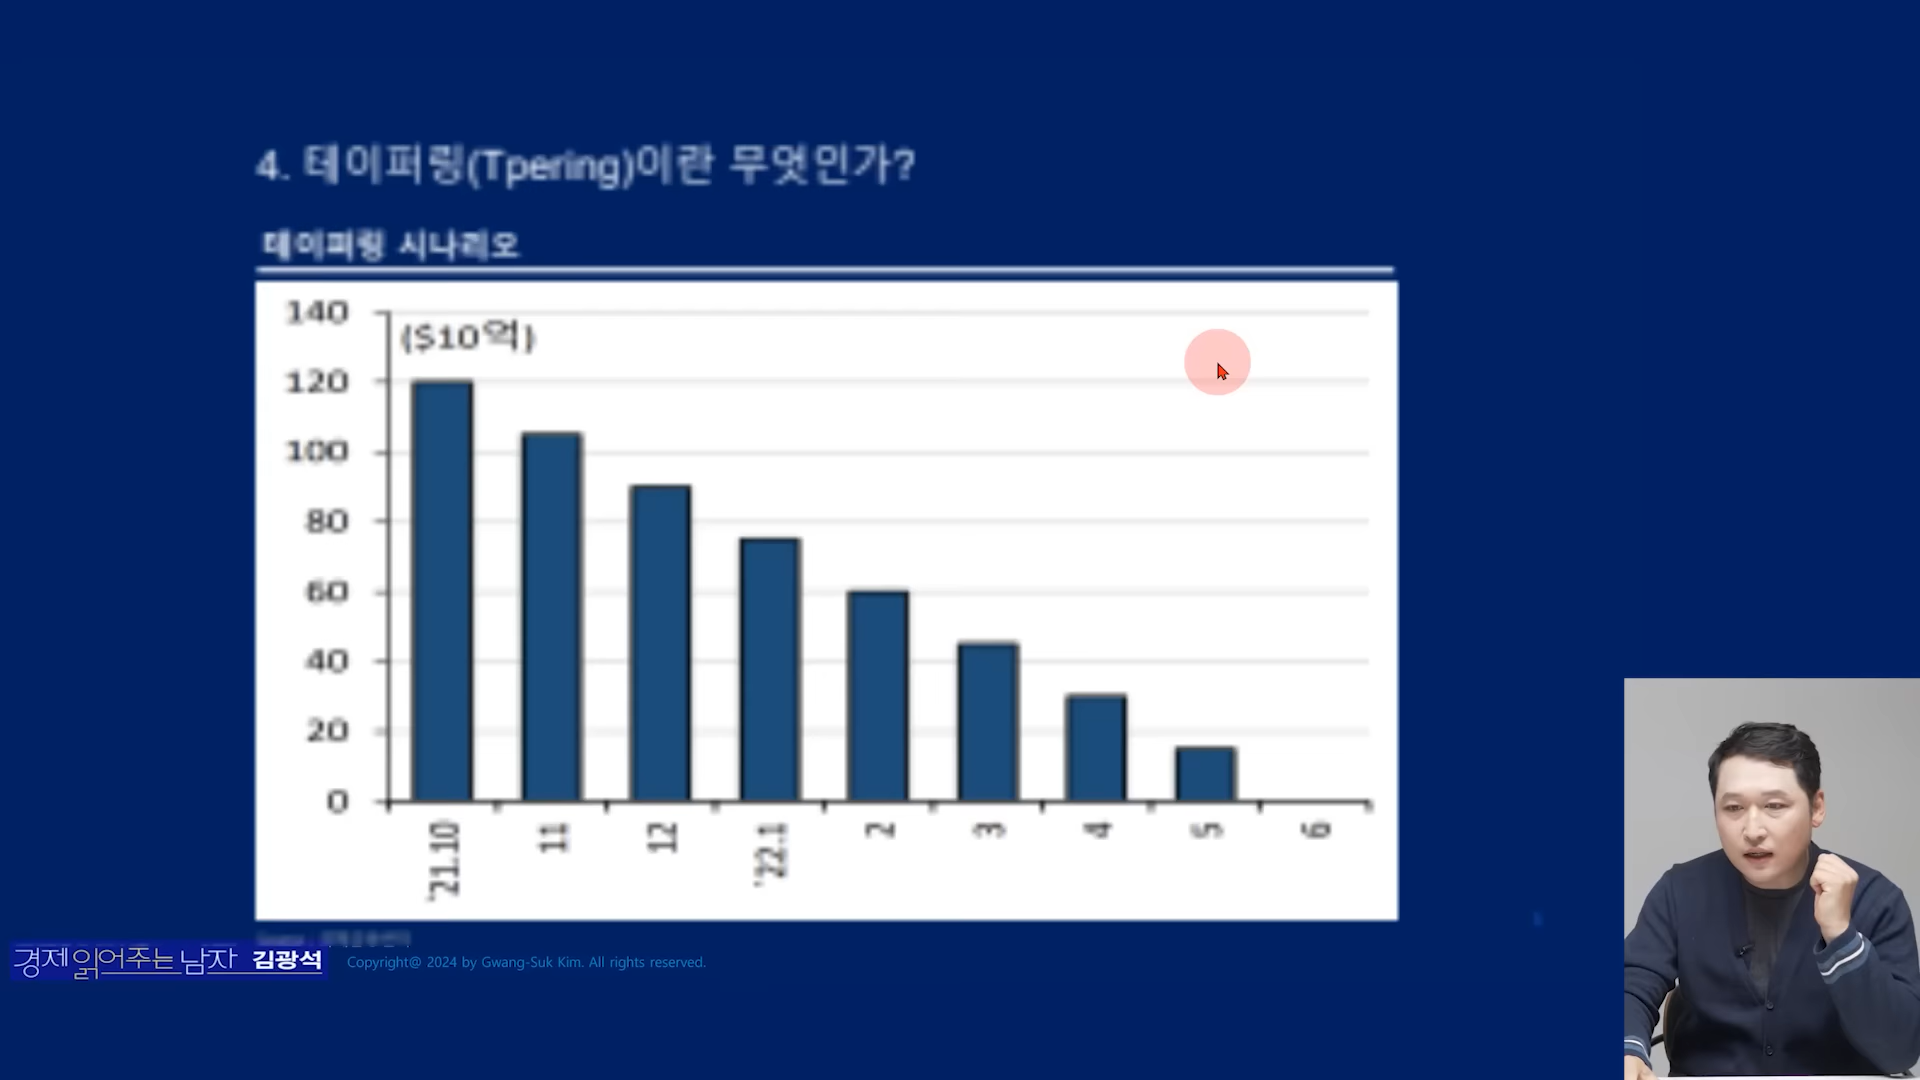 4. 테이퍼링(Tpering)이란 무엇인가?
테이퍼링 시나리오
($10억)
140
120
100
80
60
40
20
0
'21.10 11 12 '22.1 2 3 4 5 6
경제 읽어주는 남자 김광석 Copyright@ 2024 by Gwang-Suk Kim. All rights reserved.